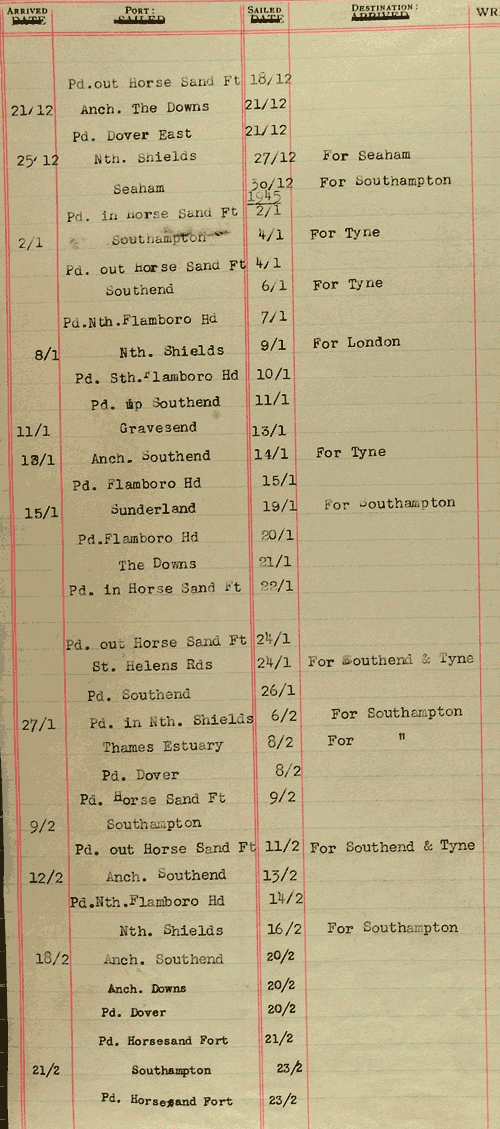 ARRIVED DATE PORT: SAILED SAILED DATE DESTINATION: ARRIVED WR
Pd.out Horse Sand Ft 18/12
21/12 Anch. The Downs 21/12
Pd. Dover East 21/12
25/12 Nth. Shields 27/12 For Seaham
Seaham 30/12 For Southampton
1945
Pd. in Horse Sand Ft 2/1
2/1 Southampton 4/1 For Tyne
Pd. out Horse Sand Ft 4/1
Southend 6/1 For Tyne
Pd.Nth.Flamboro Hd 7/1
8/1 Nth. Shields 9/1 For London
Pd. Sth.Flamboro Hd 10/1
Pd. up Southend 11/1
11/1 Gravesend 13/1
13/1 Anch. Southend 14/1 For Tyne
Pd. Flamboro Hd 15/1
15/1 Sunderland 19/1 For Southampton
Pd.Flamboro Hd 20/1
The Downs 21/1
Pd. in Horse Sand Ft 22/1
Pd. out Horse Sand Ft 24/1
St. Helens Rds 24/1 For Southend & Tyne
Pd. Southend 26/1
27/1 Pd. in Nth. Shields 6/2 For Southampton
Thames Estuary 8/2 For "
Pd. Dover 8/2
Pd. Horse Sand Ft 9/2
9/2 Southampton
Pd. out Horse Sand Ft 11/2 For Southend & Tyne
12/2 Anch. Southend 13/2
Pd.Nth.Flamboro Hd 14/2
Nth. Shields 16/2 For Southampton
18/2 Anch. Southend 20/2
Anch. Downs 20/2
Pd. Dover 20/2
Pd. Horsesand Fort 21/2
21/2 Southampton 23/2
Pd. Horsesand Fort 23/2